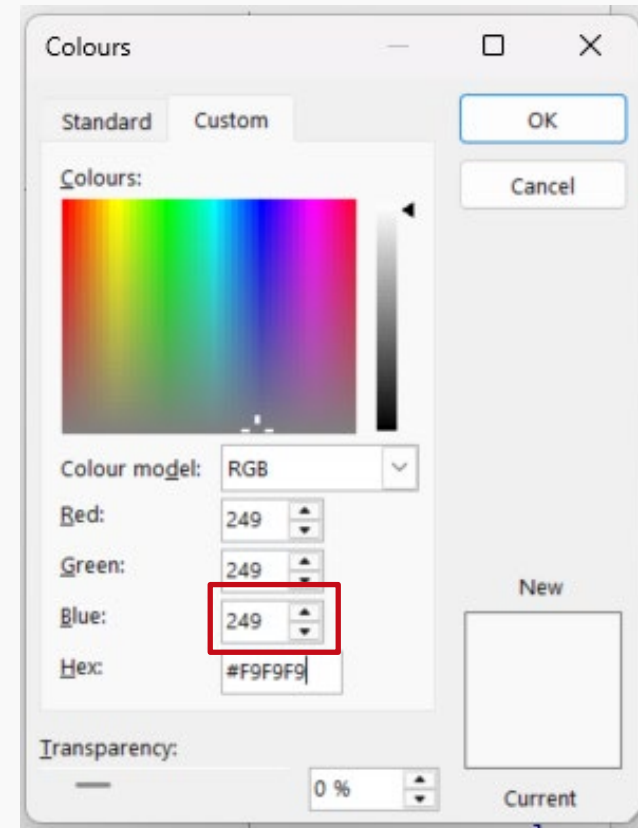 Colours
Standard Custom
OK
Colours:
Cancel
Colour model: RGB
Red: 249
Green: 249
Blue: 249
Hex: #F9F9F9
New
Transparency:
0 %
Current